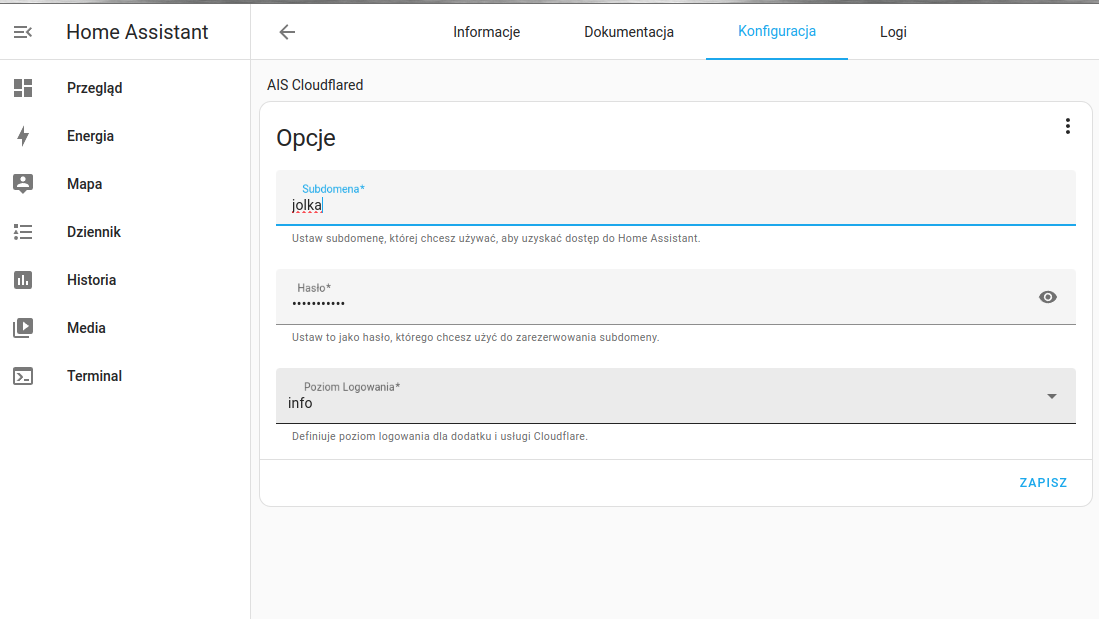 Home Assistant
Informacje
Dokumentacja
Konfiguracja
Logi
Przegląd
Energia
Mapa
Dziennik
Historia
Media
Terminal
AIS Cloudflared
Opcje
Subdomena*
jolka
Ustaw subdomenę, której chcesz używać, aby uzyskać dostęp do Home Assistant.
Hasło*
•••••••••••
Ustaw to jako hasło, którego chcesz użyć do zarezerwowania subdomeny.
Poziom Logowania*
info
Definiuje poziom logowania dla dodatku i usługi Cloudflare.
ZAPISZ